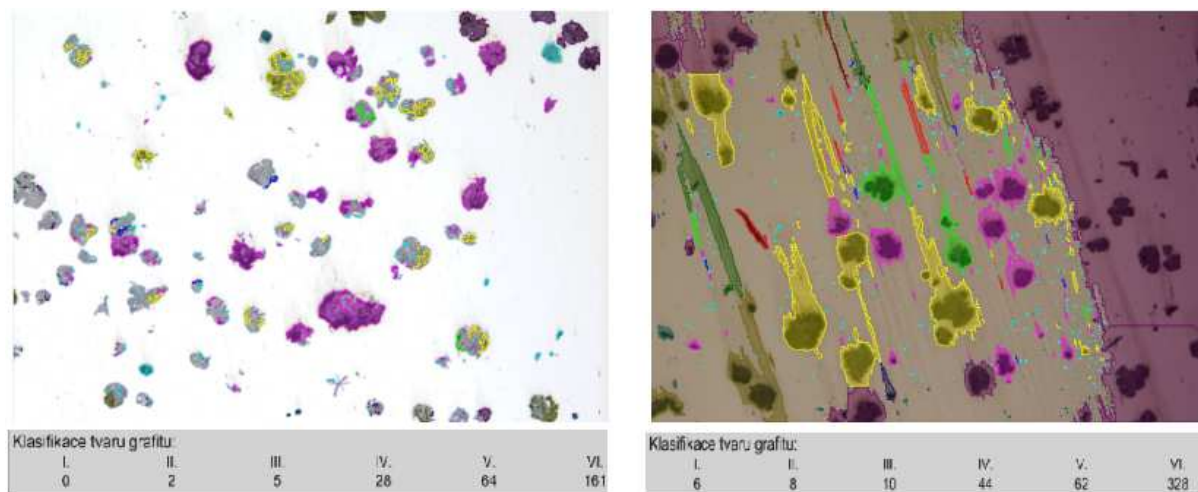 Klasifikace tvaru grafitu:
I. II. III. IV. V. VI.
0 2 5 28 64 161
Klasifikace tvaru grafitu:
I. II. III. IV. V. VI.
6 8 10 44 62 328